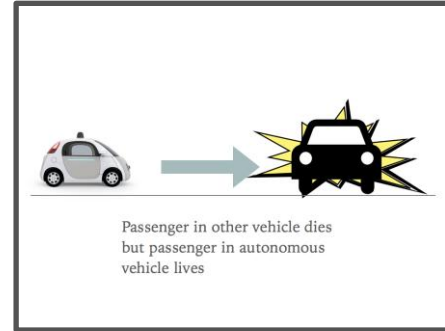 Passenger in other vehicle dies
but passenger in autonomous
vehicle lives